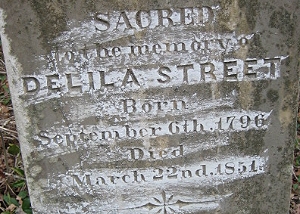 SACRED
to the memory of
DELILA STREET
Born
September 6th. 1796
Died
March 22nd. 1851.